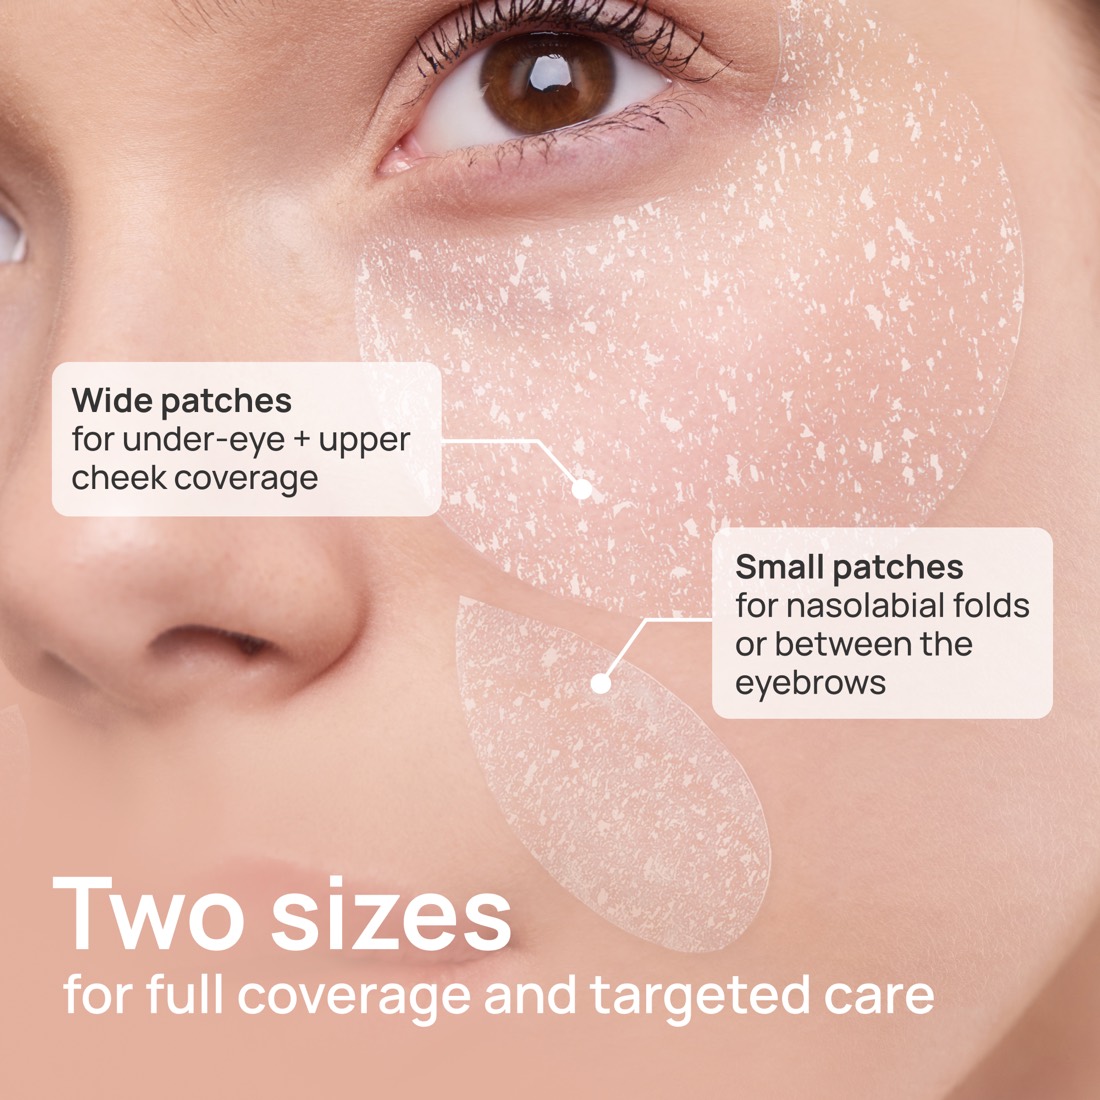 Wide patches
for under-eye + upper
cheek coverage
Small patches
for nasolabial folds
or between the
eyebrows
Two sizes
for full coverage and targeted care